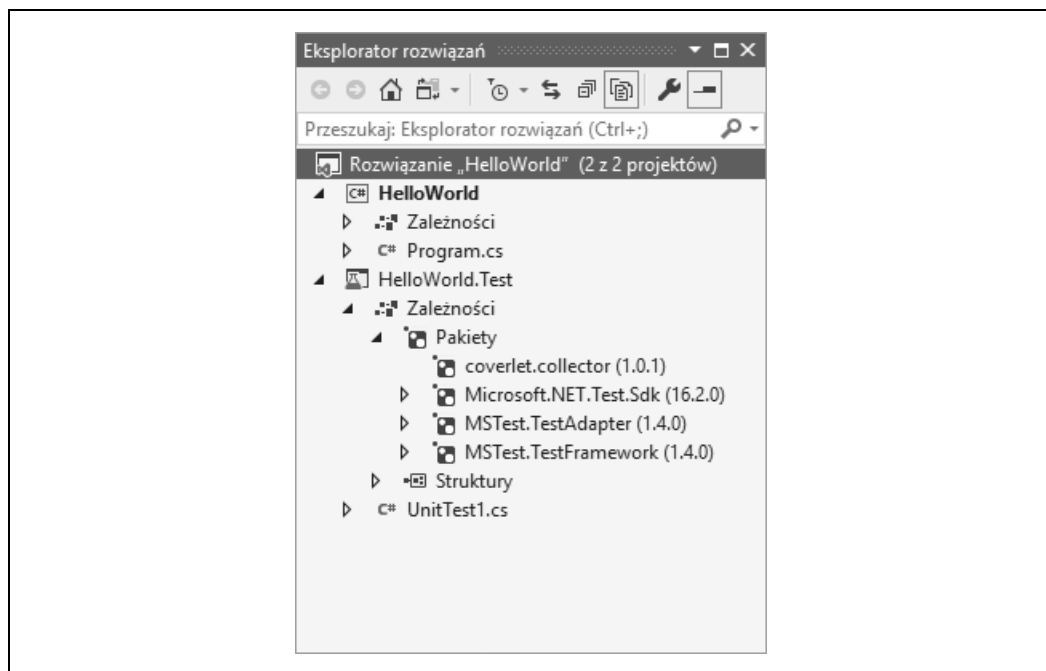 Eksplorator rozwiązań
Przeszukaj: Eksplorator rozwiązań (Ctrl+;)
Rozwiązanie „HelloWorld” (2 z 2 projektów)
C# HelloWorld
Zależności
C# Program.cs
HelloWorld.Test
Zależności
Pakiety
coverlet.collector (1.0.1)
Microsoft.NET.Test.Sdk (16.2.0)
MSTest.TestAdapter (1.4.0)
MSTest.TestFramework (1.4.0)
Struktury
C# UnitTest1.cs